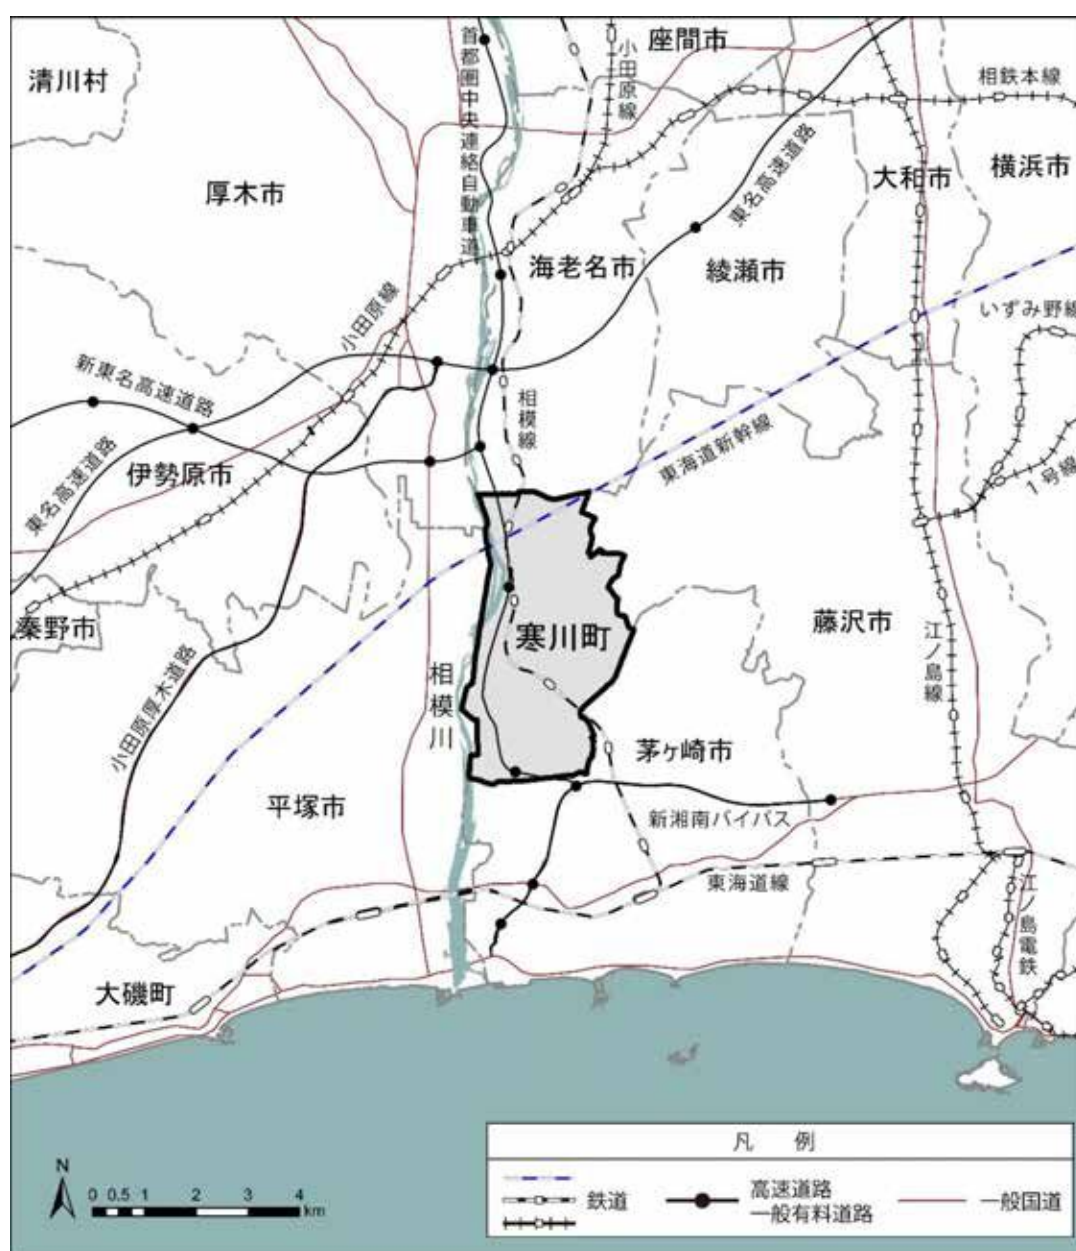 座間市
清川村
首都圏中央連絡自動車道
小田原線
相鉄本線
厚木市
東名高速道路
大和市
横浜市
海老名市
綾瀬市
小田原線
いずみ野線
新東名高速道路
相模線
東海道新幹線
東名高速道路
伊勢原市
1号線
秦野市
寒川町
藤沢市
江ノ島線
小田原厚木道路
相模川
茅ヶ崎市
平塚市
新湘南バイパス
東海道線
江ノ島電鉄
大磯町
凡 例
鉄道
高速道路
一般有料道路
一般国道
N
0 0.5 1 2 3 4
km